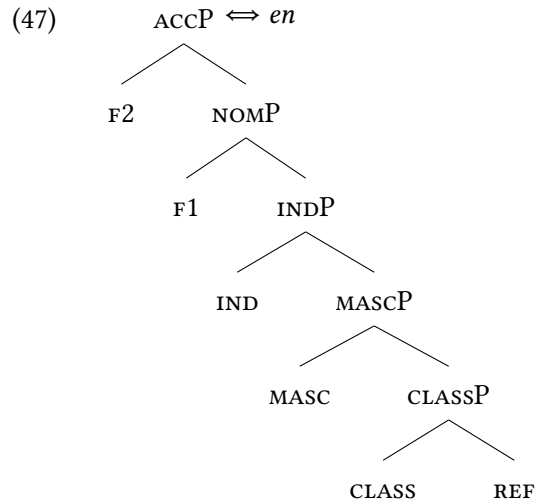 (47) ACCP ⇔ en
F2 NOMP
F1 INDP
IND MASCP
MASC CLASSP
CLASS REF